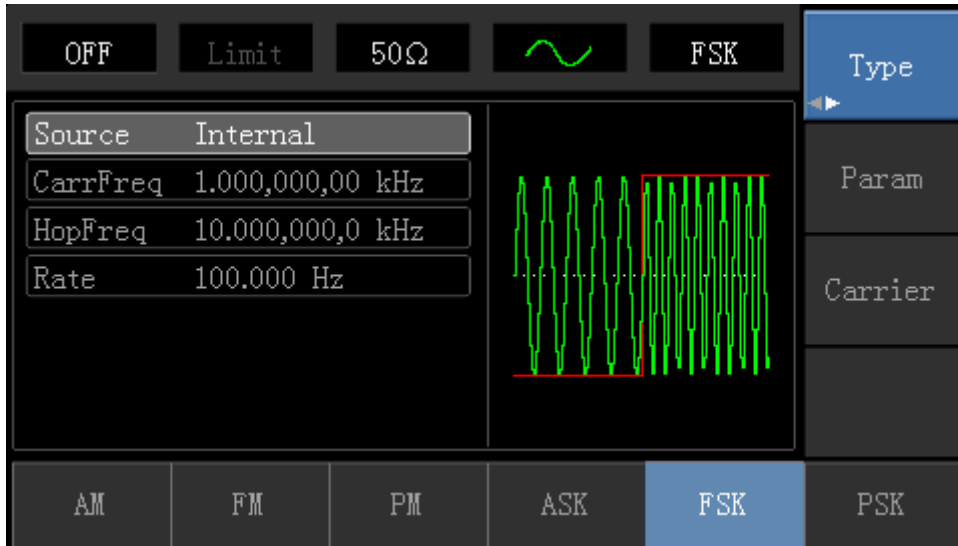 OFF Limit 50Ω FSK
Type
Source Internal
CarrFreq 1.000,000,00 kHz
HopFreq 10.000,000,0 kHz
Rate 100.000 Hz
Param
Carrier
AM FM PM ASK FSK PSK